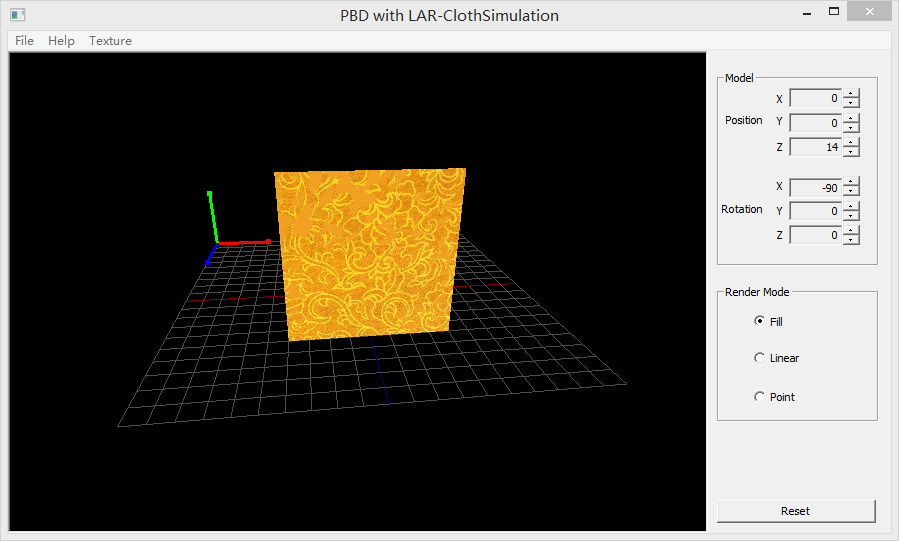 PBD with LAR-ClothSimulation
File Help Texture
Model
X 0
Position Y 0
Z 14
X -90
Rotation Y 0
Z 0
Render Mode
Fill
Linear
Point
Reset